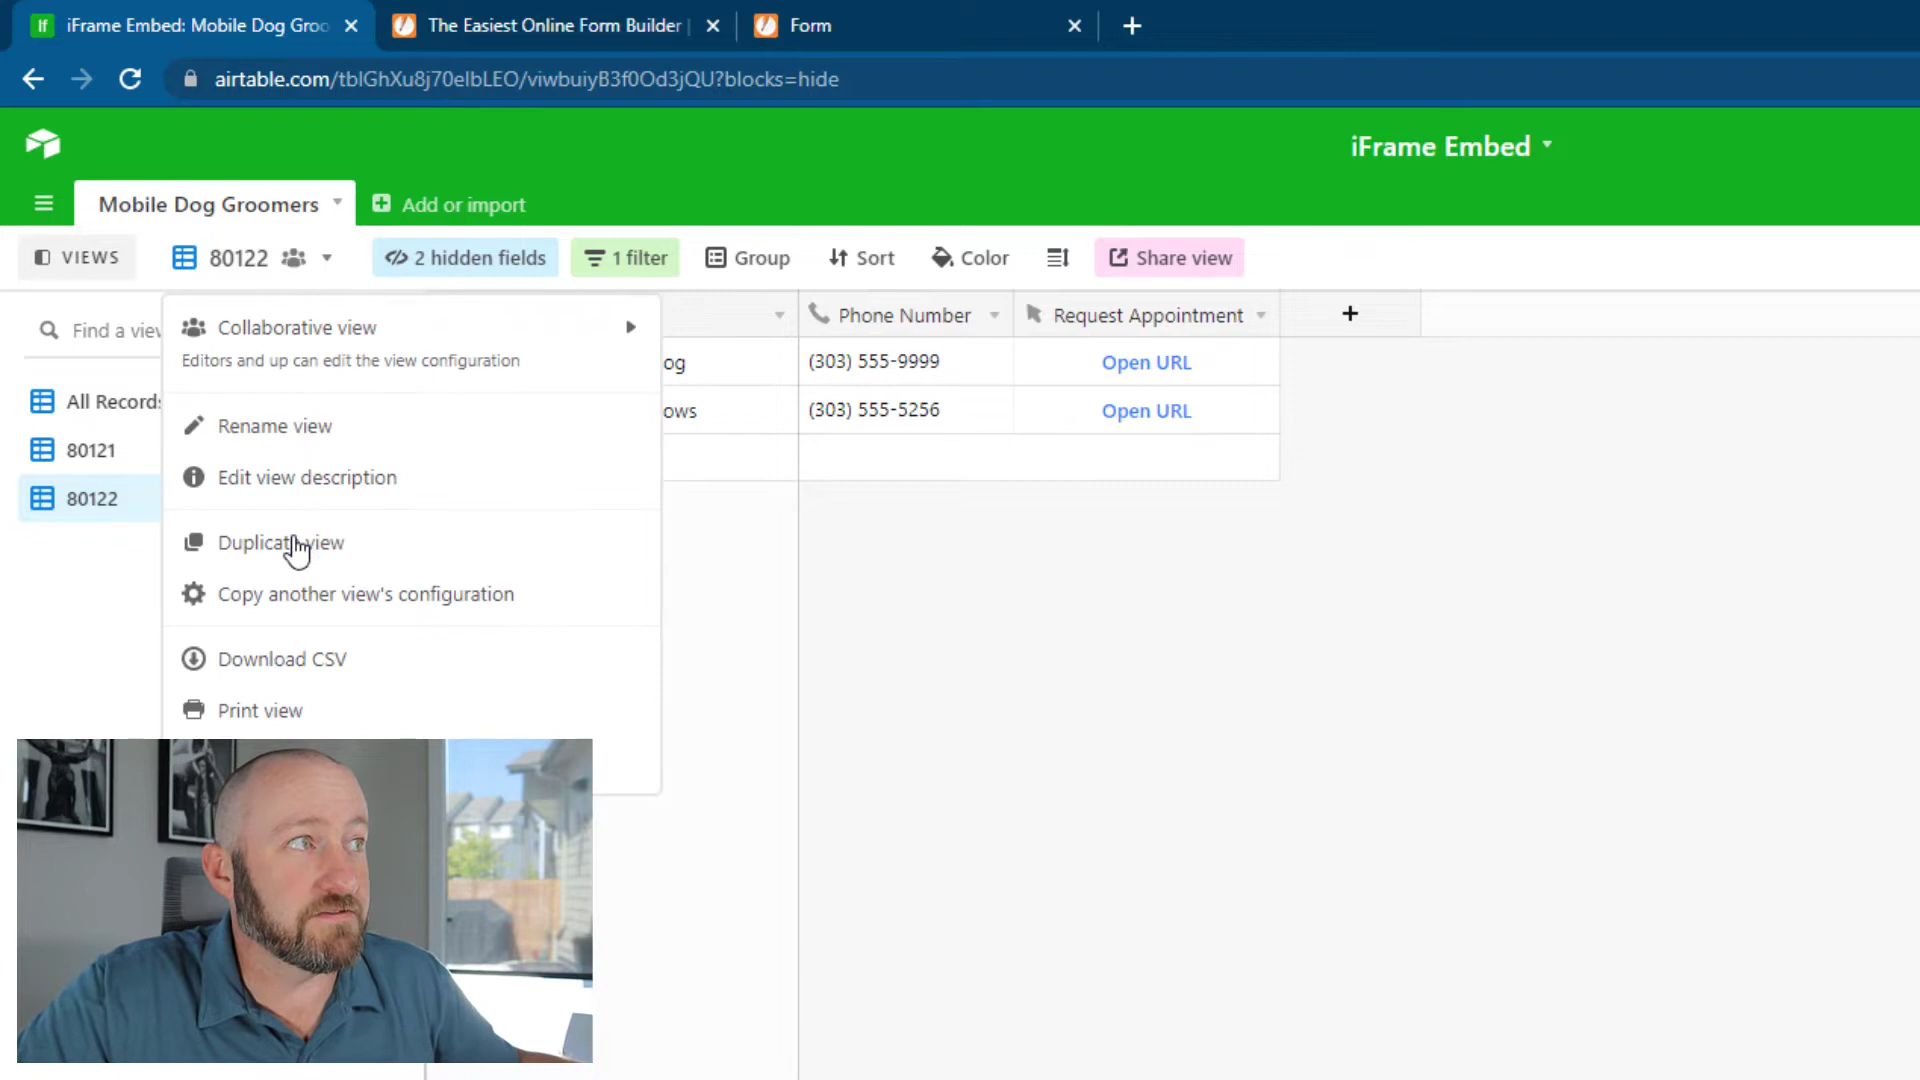 If iFrame Embed: Mobile Dog Groo
The Easiest Online Form Builder |
Form
airtable.com/tblGhXu8j70elbLEO/viwbuiyB3f0Od3jQU?blocks=hide
iFrame Embed
Mobile Dog Groomers
Add or import
VIEWS
80122
2 hidden fields
1 filter
Group
Sort
Color
Share view
Find a view
Collaborative view
Editors and up can edit the view configuration
Phone Number
Request Appointment
og
(303) 555-9999
Open URL
ows
(303) 555-5256
Open URL
All Records
80121
80122
Rename view
Edit view description
Duplicate view
Copy another view's configuration
Download CSV
Print view